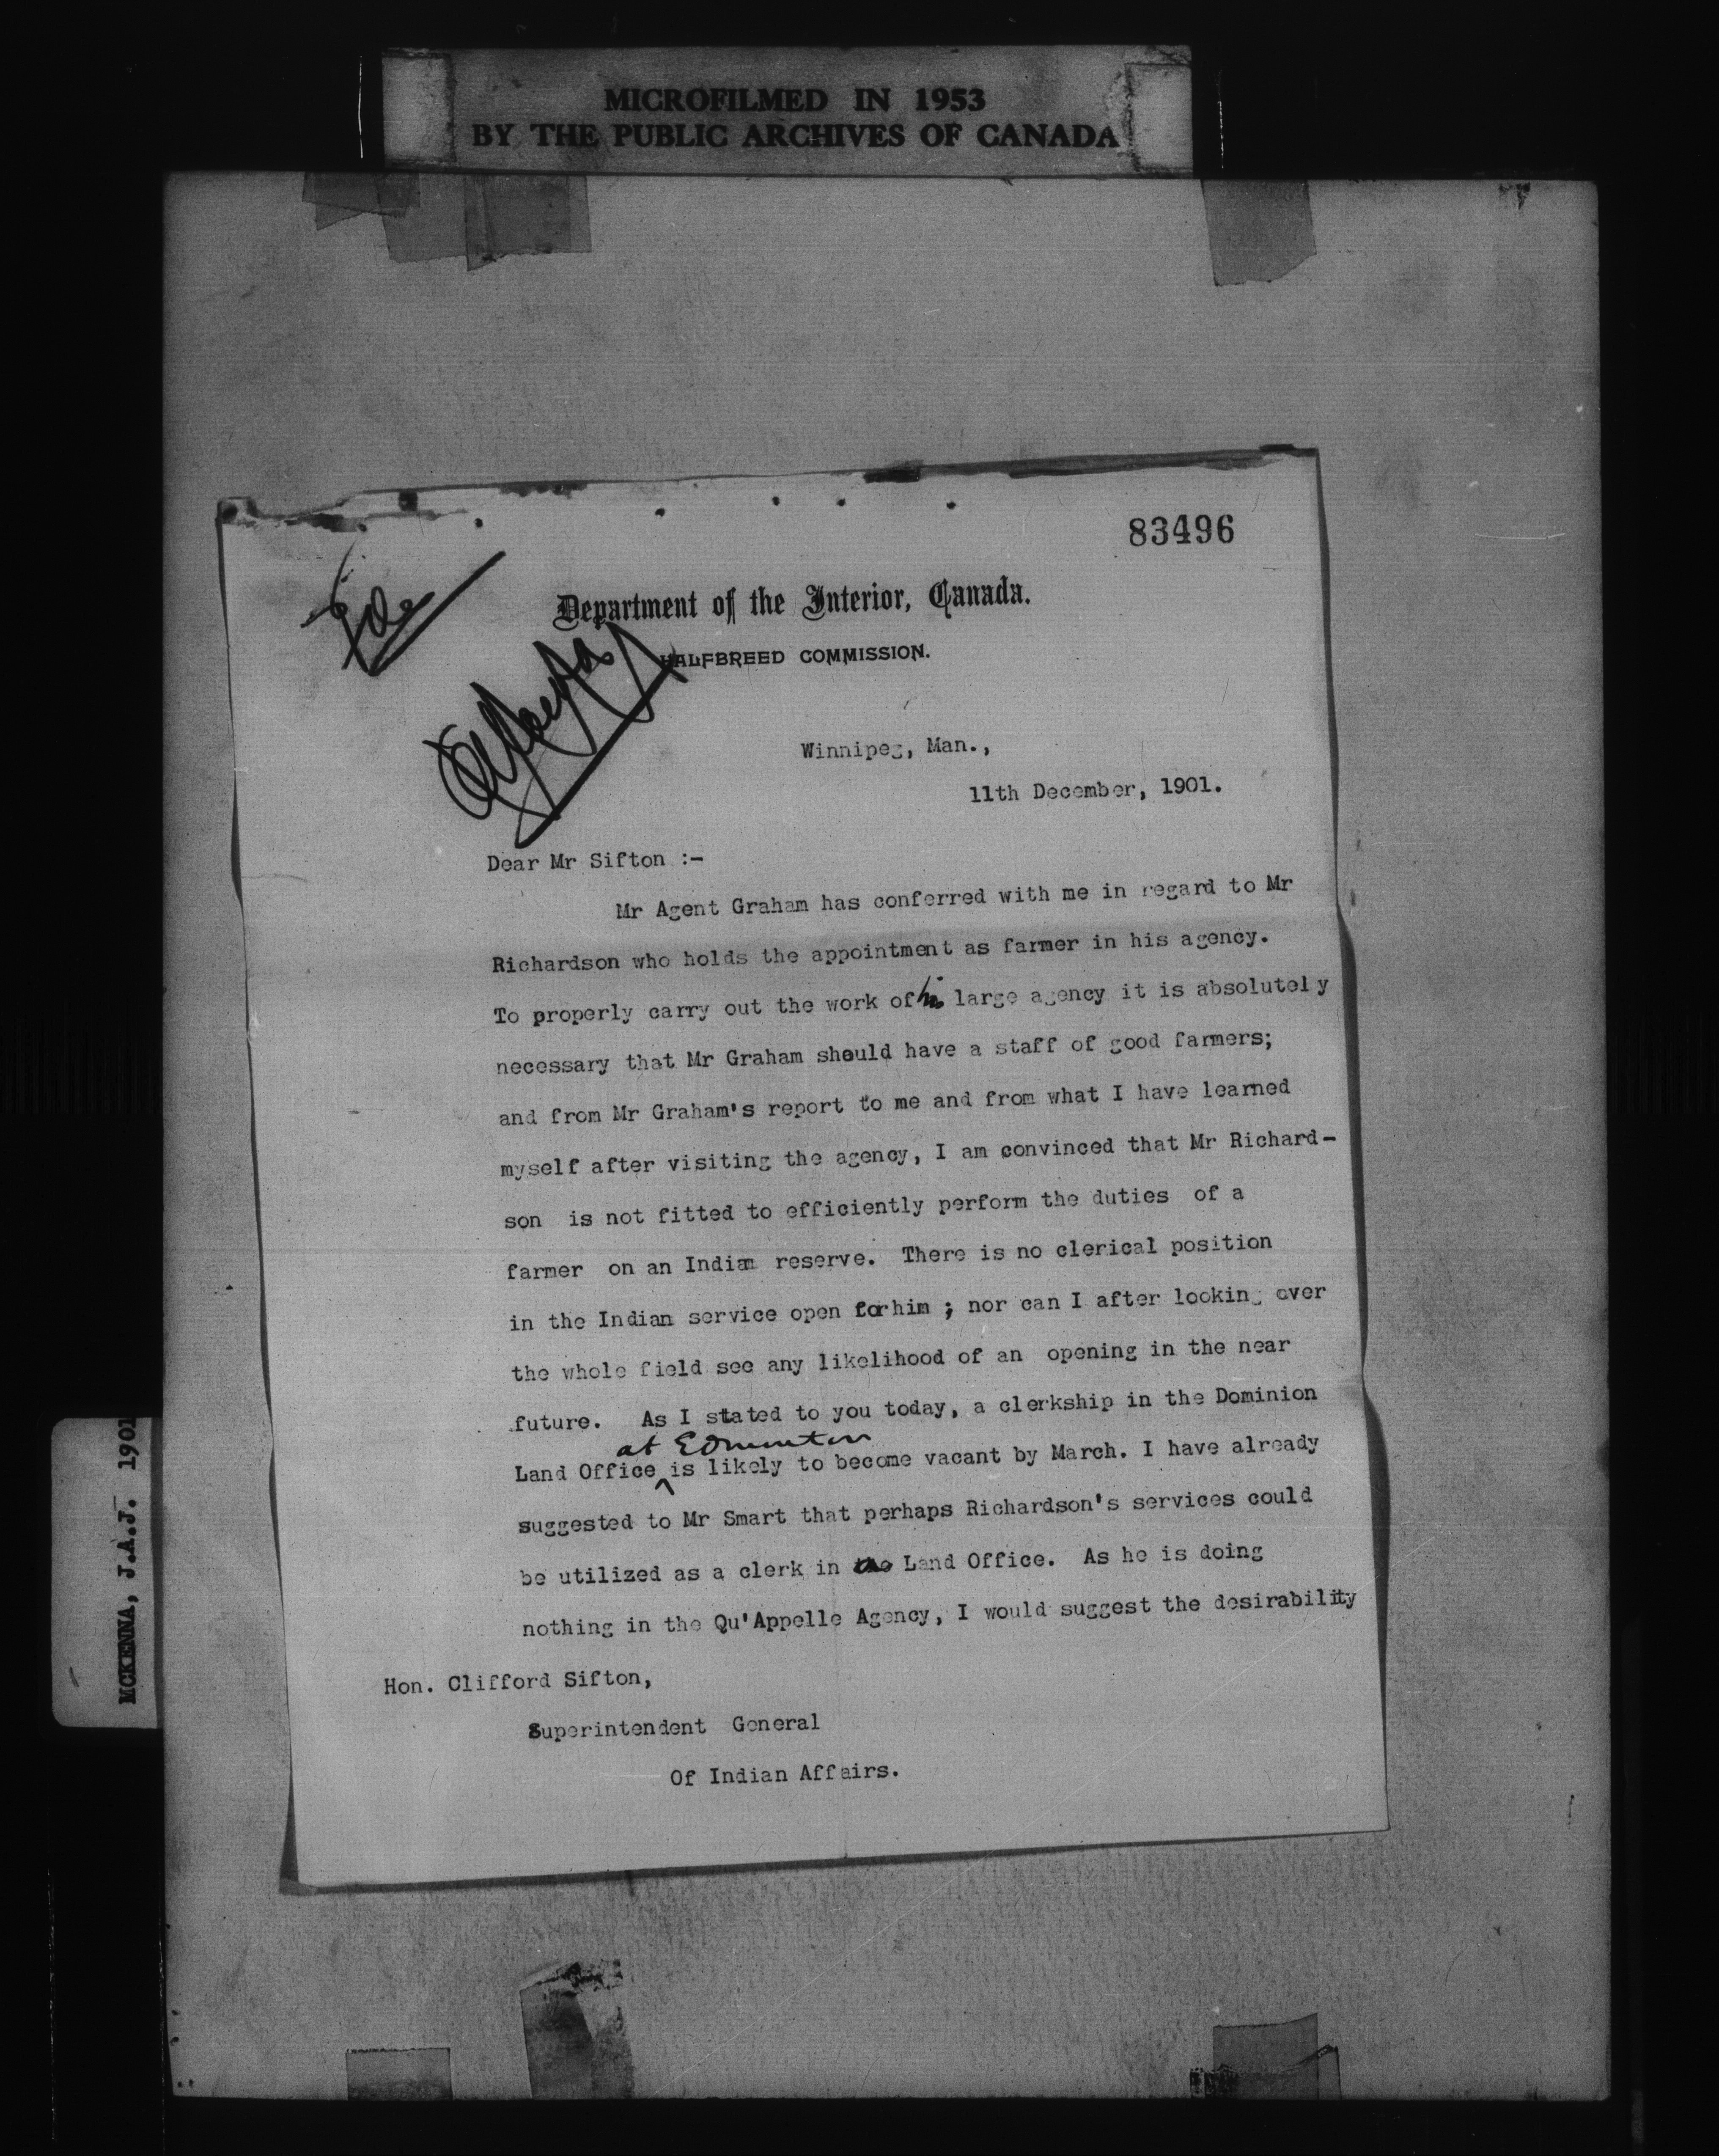 MICROFILMED IN 1953
BY THE PUBLIC ARCHIVES OF CANADA
83496
Department of the Interior, Canada.
HALFBREED COMMISSION.
Winnipeg, Man.,
11th December, 1901.
Dear Mr Sifton :-
Mr Agent Graham has conferred with me in regard to Mr
Richardson who holds the appointment as farmer in his agency.
To properly carry out the work of his large agency it is absolutely
necessary that Mr Graham should have a staff of good farmers;
and from Mr Graham's report to me and from what I have learned
myself after visiting the agency, I am convinced that Mr Richard-
son is not fitted to efficiently perform the duties of a
farmer on an Indian reserve. There is no clerical position
in the Indian service open for him ; nor can I after looking over
the whole field see any likelihood of an opening in the near
future. As I stated to you today, a clerkship in the Dominion
at Edmonton
Land Office is likely to become vacant by March. I have already
suggested to Mr Smart that perhaps Richardson's services could
be utilized as a clerk in the Land Office. As he is doing
nothing in the Qu'Appelle Agency, I would suggest the desirability
Hon. Clifford Sifton,
Superintendent General
Of Indian Affairs.
MCKENNA, J.A.J. 1901